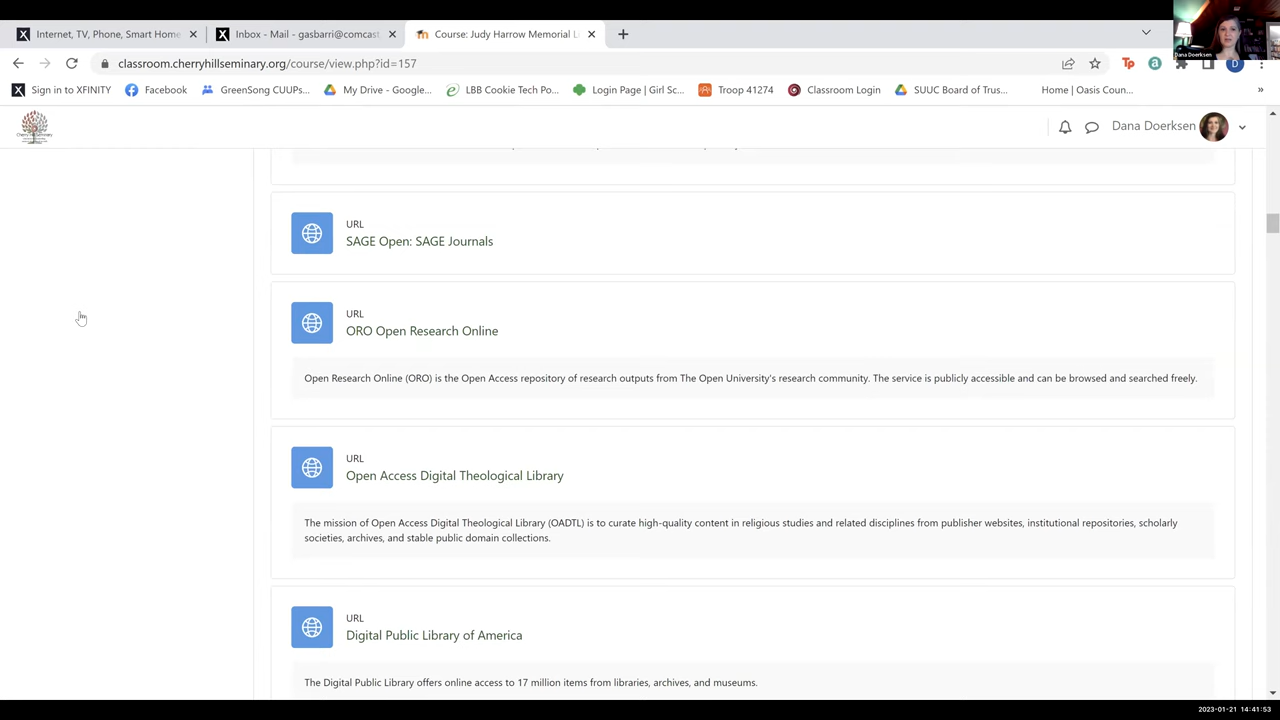 Internet, TV, Phone, Smart Home
Inbox - Mail - gasbarri@comcast
Course: Judy Harrow Memorial L
Dana Doerksen
classroom.cherryhillseminary.org/course/view.php?id=157
Sign in to XFINITY
Facebook
GreenSong CUUPs...
My Drive - Google...
LBB Cookie Tech Po...
Login Page | Girl Sc...
Troop 41274
Classroom Login
SUUC Board of Trus...
Home | Oasis Coun...
»
Dana Doerksen
URL
SAGE Open: SAGE Journals
URL
ORO Open Research Online
Open Research Online (ORO) is the Open Access repository of research outputs from The Open University's research community. The service is publicly accessible and can be browsed and searched freely.
URL
Open Access Digital Theological Library
The mission of Open Access Digital Theological Library (OADTL) is to curate high-quality content in religious studies and related disciplines from publisher websites, institutional repositories, scholarly
societies, archives, and stable public domain collections.
URL
Digital Public Library of America
The Digital Public Library offers online access to 17 million items from libraries, archives, and museums.
2023-01-21 14:41:53